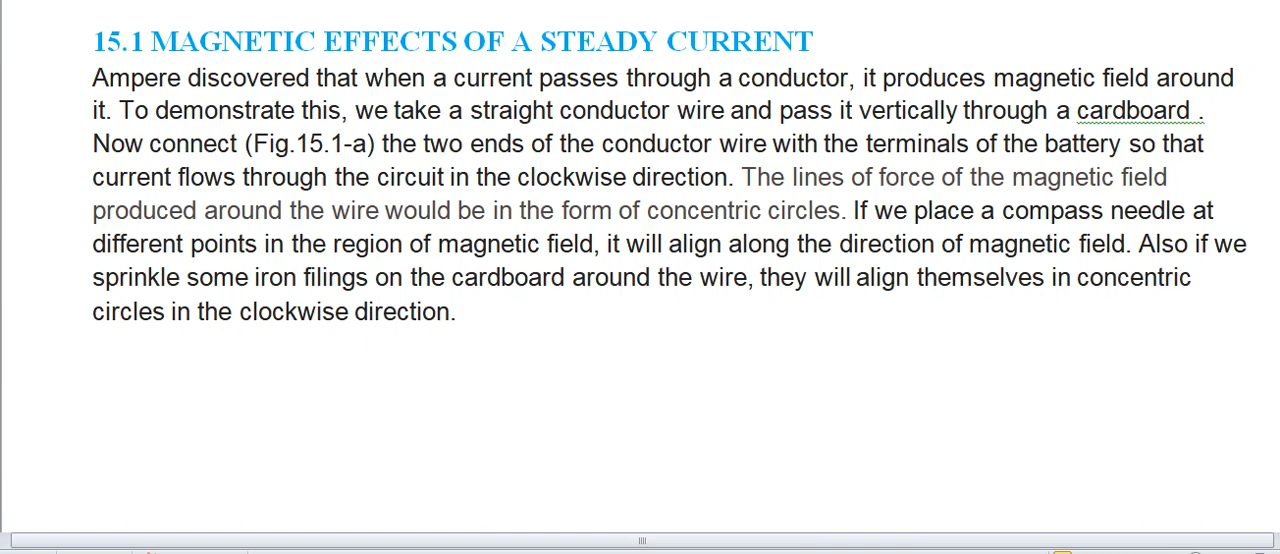 15.1 MAGNETIC EFFECTS OF A STEADY CURRENT
Ampere discovered that when a current passes through a conductor, it produces magnetic field around
it. To demonstrate this, we take a straight conductor wire and pass it vertically through a cardboard .
Now connect (Fig.15.1-a) the two ends of the conductor wire with the terminals of the battery so that
current flows through the circuit in the clockwise direction. The lines of force of the magnetic field
produced around the wire would be in the form of concentric circles. If we place a compass needle at
different points in the region of magnetic field, it will align along the direction of magnetic field. Also if we
sprinkle some iron filings on the cardboard around the wire, they will align themselves in concentric
circles in the clockwise direction.